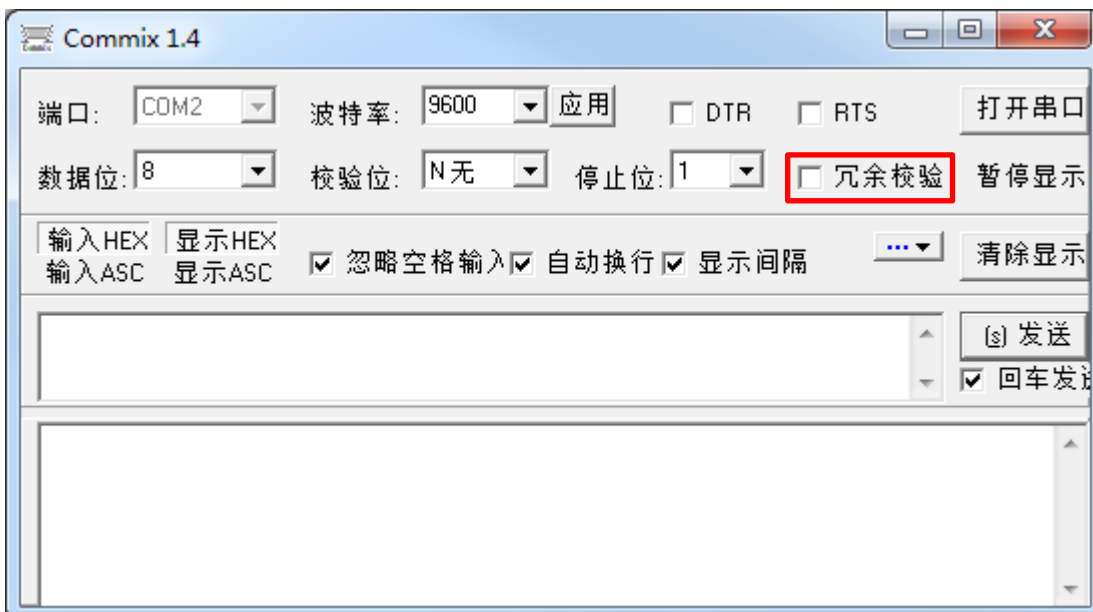 Commix 1.4
端口: COM2 波特率: 9600 应用 DTR RTS 打开串口
数据位: 8 校验位: N无 停止位: 1 冗余校验 暂停显示
输入HEX 显示HEX
输入ASC 显示ASC 忽略空格输入 自动换行 显示间隔 ... 清除显示
(s) 发送
回车发送